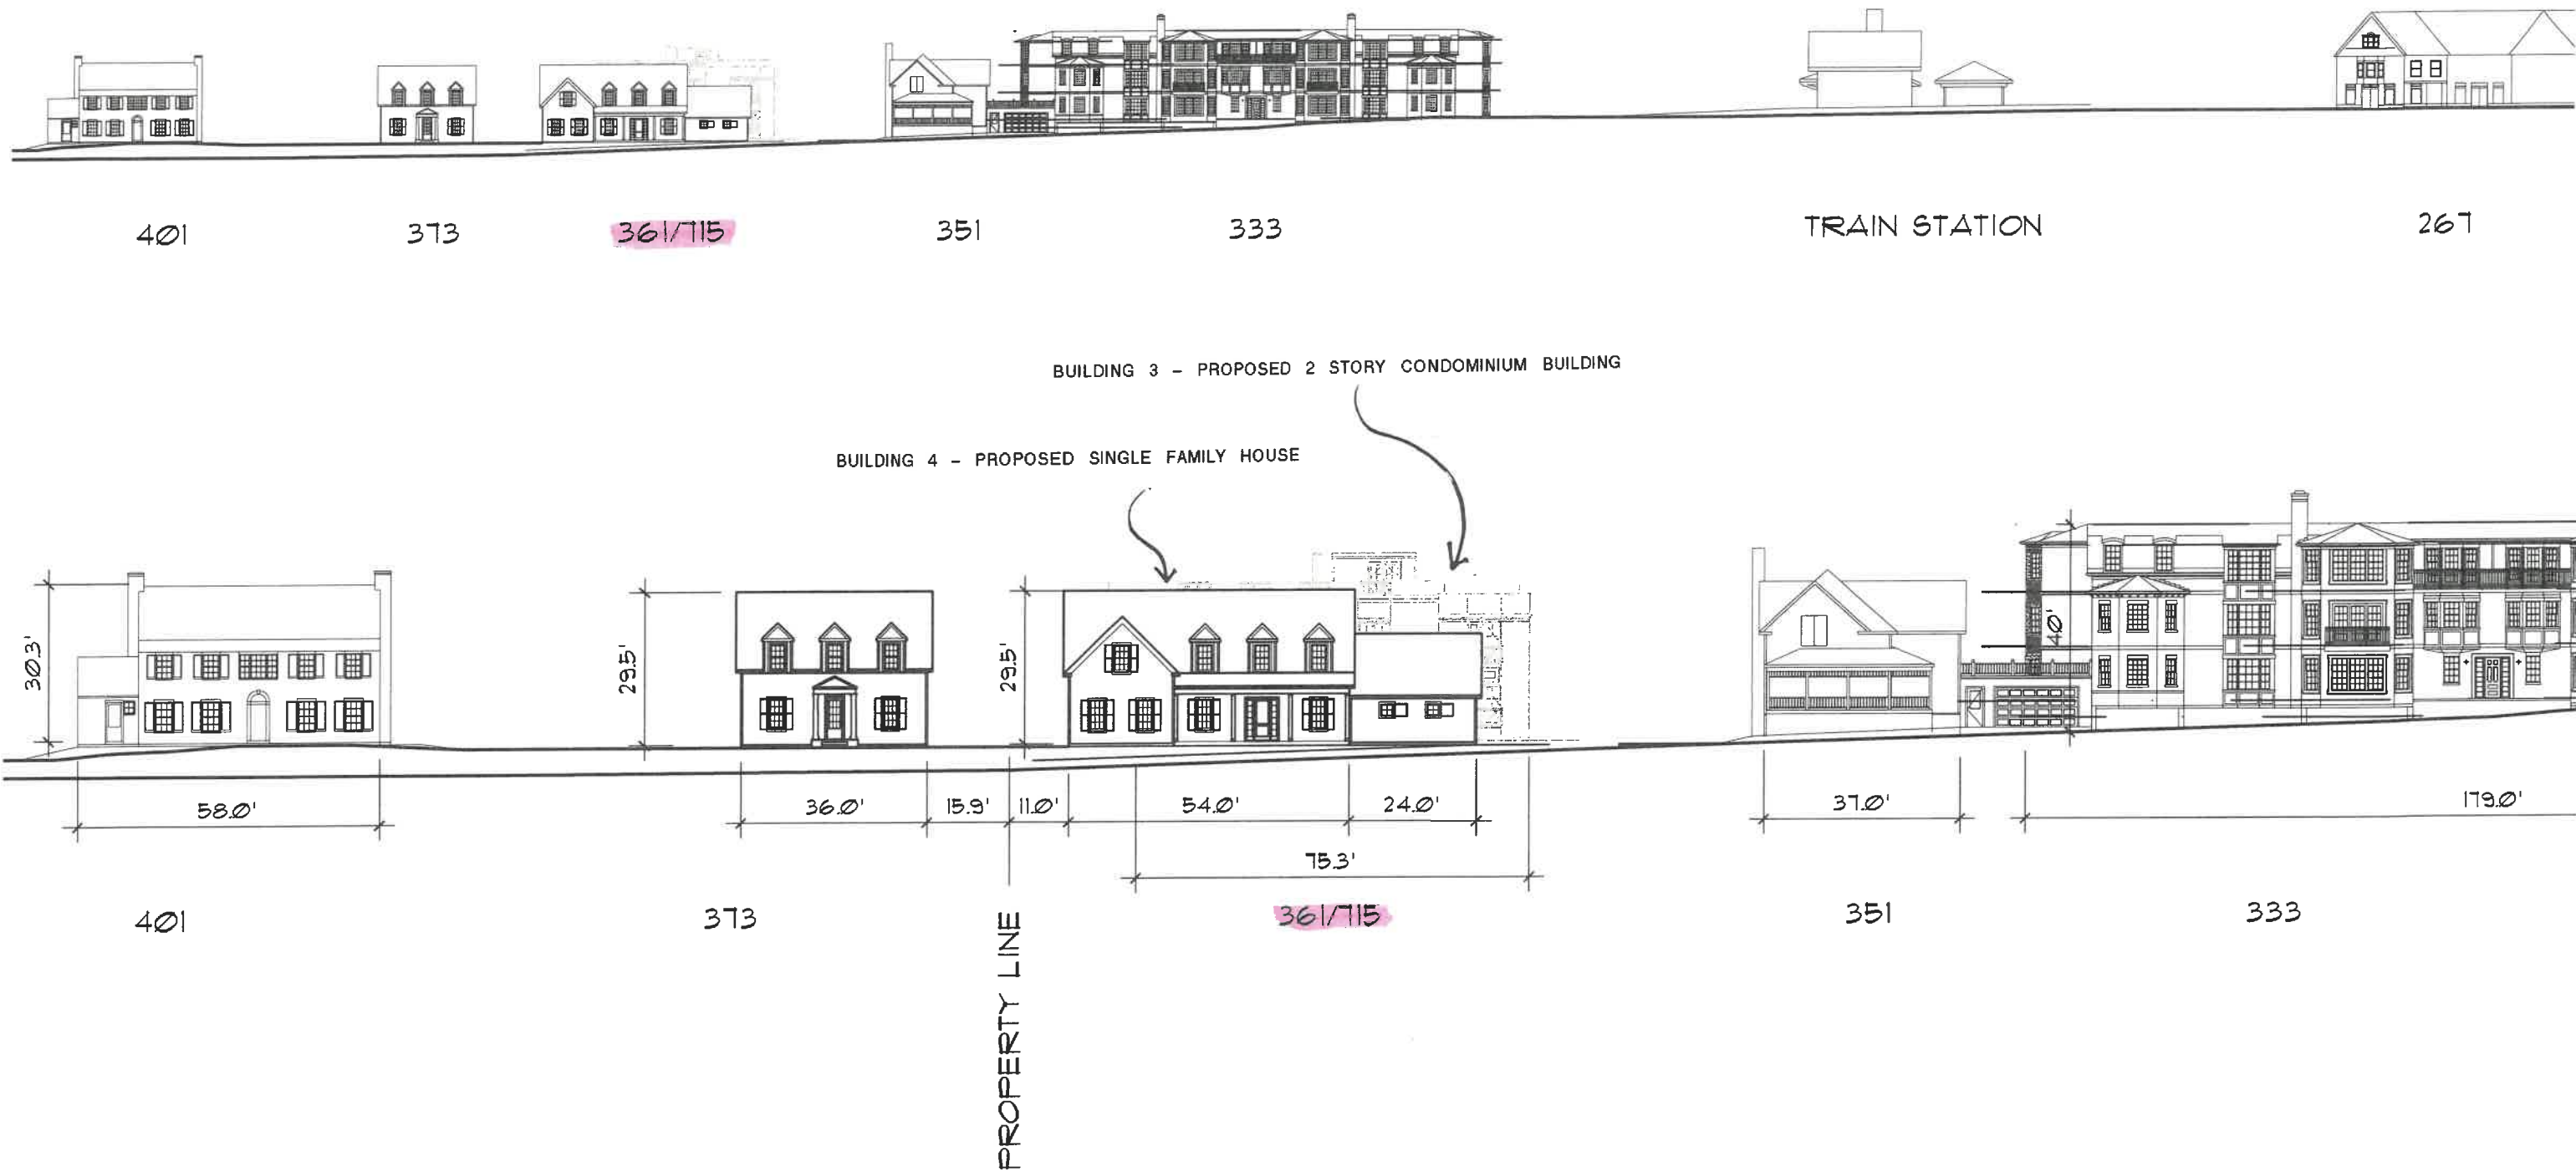 401 373 361/715 351 333 TRAIN STATION 267
BUILDING 3 - PROPOSED 2 STORY CONDOMINIUM BUILDING
BUILDING 4 - PROPOSED SINGLE FAMILY HOUSE
30.3'
29.5'
29.5'
40'
58.0' 36.0' 15.9' 11.0' 54.0' 24.0' 37.0' 179.0'
75.3'
401 373 361/715 351 333
PROPERTY LINE